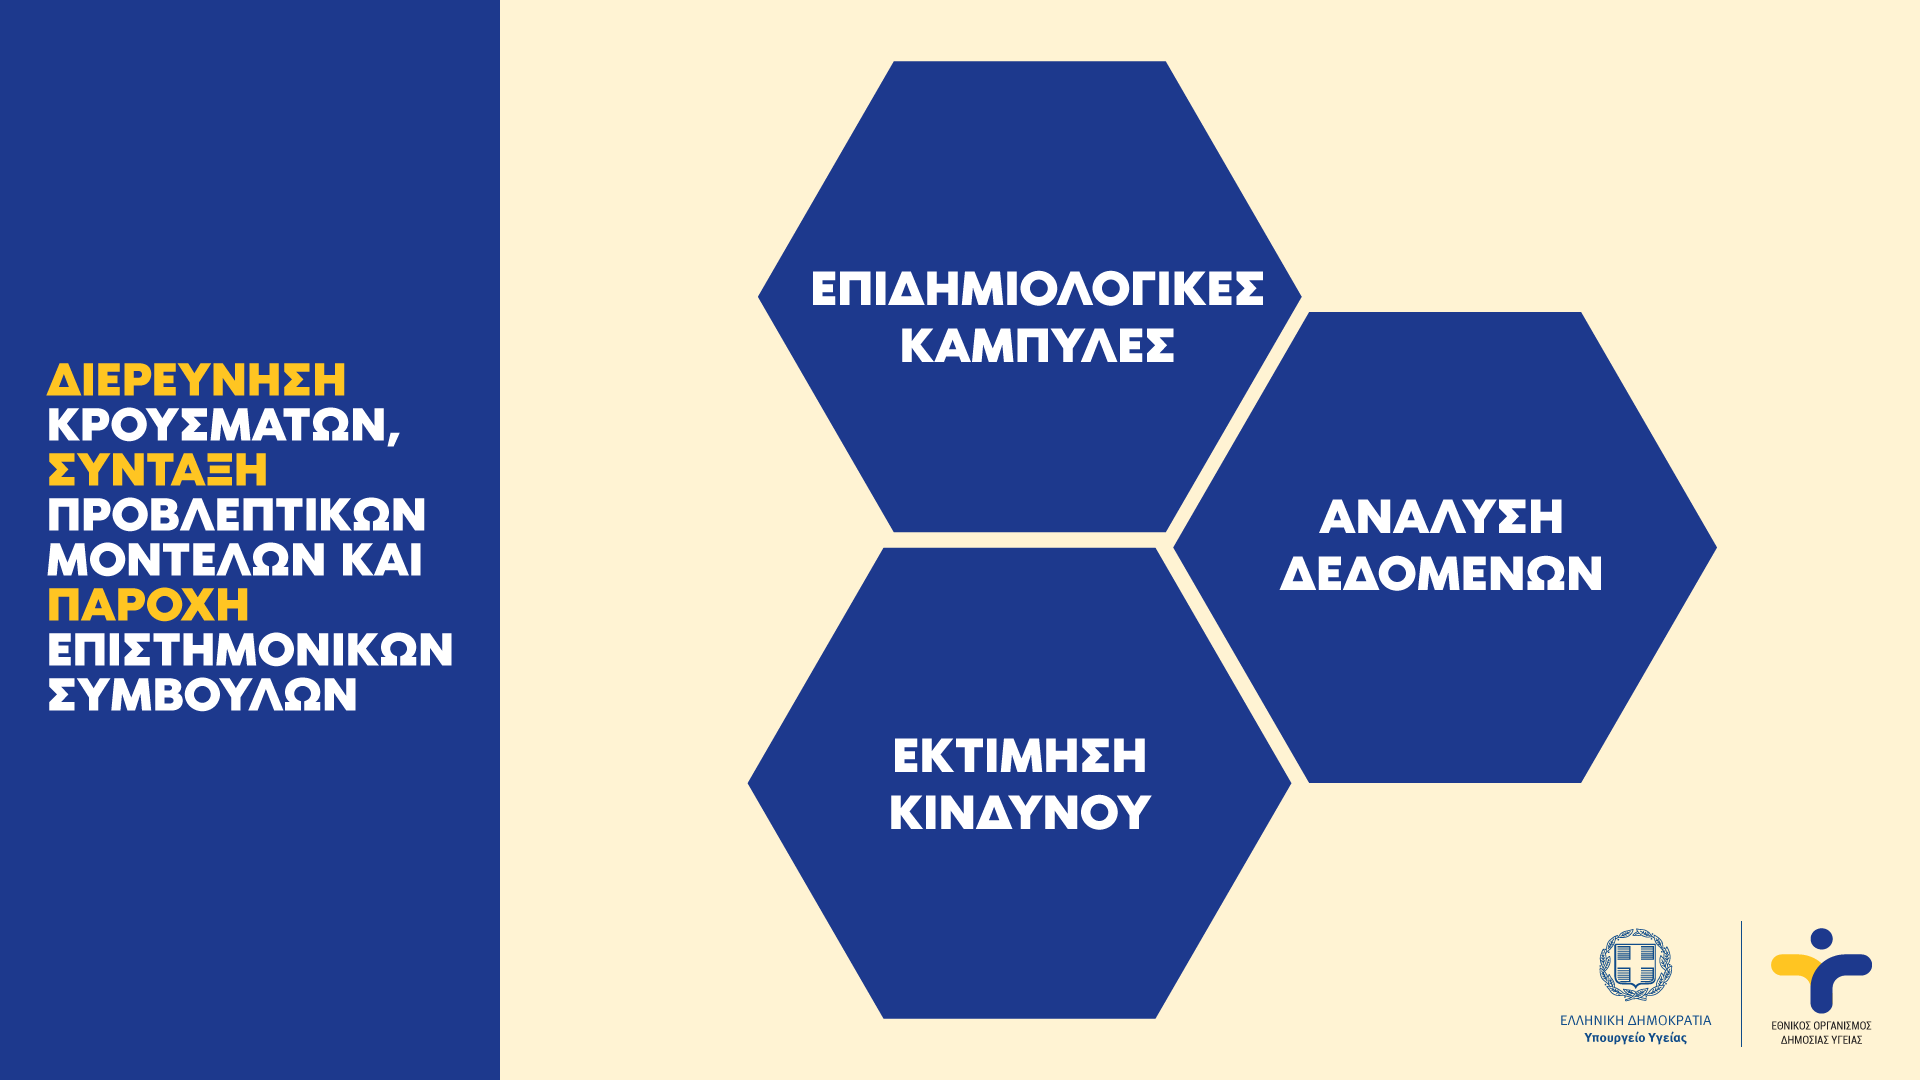 ΔΙΕΡΕΥΝΗΣΗ
ΚΡΟΥΣΜΑΤΩΝ,
ΣΥΝΤΑΞΗ
ΠΡΟΒΛΕΠΤΙΚΩΝ
ΜΟΝΤΕΛΩΝ ΚΑΙ
ΠΑΡΟΧΗ
ΕΠΙΣΤΗΜΟΝΙΚΩΝ
ΣΥΜΒΟΥΛΩΝ
ΕΠΙΔΗΜΙΟΛΟΓΙΚΕΣ
ΚΑΜΠΥΛΕΣ
ΑΝΑΛΥΣΗ
ΔΕΔΟΜΕΝΩΝ
ΕΚΤΙΜΗΣΗ
ΚΙΝΔΥΝΟΥ
ΕΛΛΗΝΙΚΗ ΔΗΜΟΚΡΑΤΙΑ
Υπουργείο Υγείας
ΕΘΝΙΚΟΣ ΟΡΓΑΝΙΣΜΟΣ
ΔΗΜΟΣΙΑΣ ΥΓΕΙΑΣ